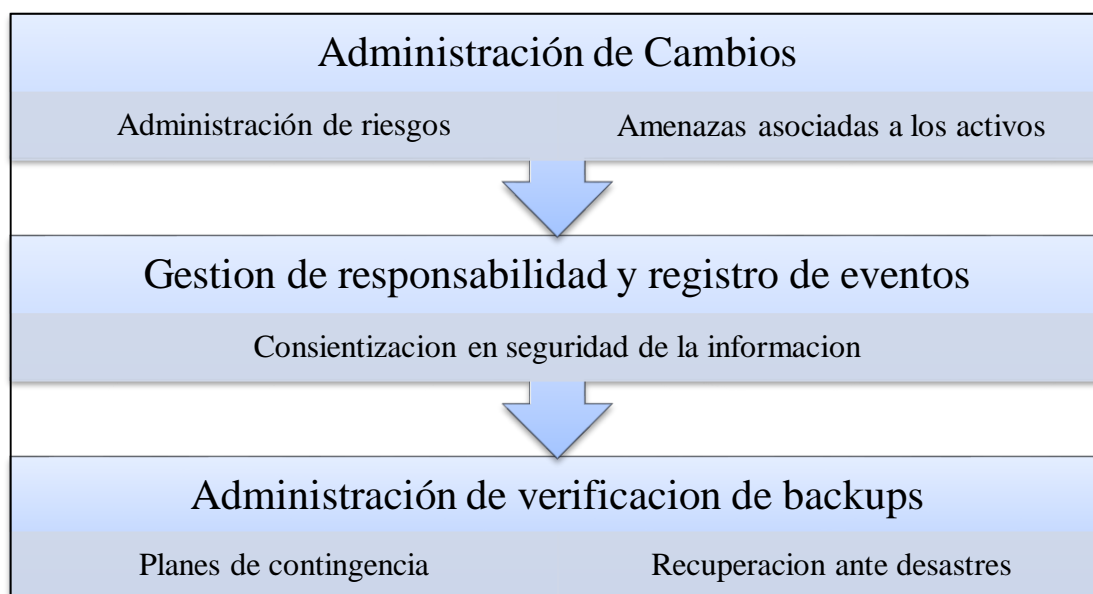 Administración de Cambios
Administración de riesgos
Amenazas asociadas a los activos
Gestion de responsabilidad y registro de eventos
Consientizacion en seguridad de la informacion
Administración de verificacion de backups
Planes de contingencia
Recuperacion ante desastres